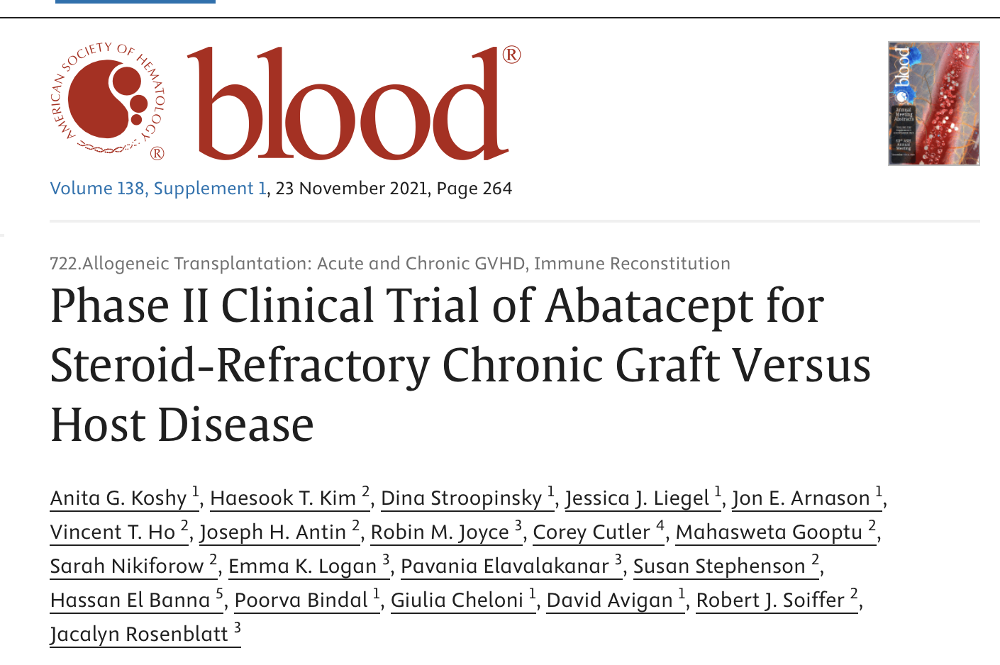 AMERICAN SOCIETY OF HEMATOLOGY
®
blood®
blood
Annual
Meeting
Abstracts
Volume 138, Supplement 1, 23 November 2021, Page 264
722.Allogeneic Transplantation: Acute and Chronic GVHD, Immune Reconstitution
Phase II Clinical Trial of Abatacept for
Steroid-Refractory Chronic Graft Versus
Host Disease
Anita G. Koshy 1, Haesook T. Kim 2, Dina Stroopinsky 1, Jessica J. Liegel 1, Jon E. Arnason 1,
Vincent T. Ho 2, Joseph H. Antin 2, Robin M. Joyce 3, Corey Cutler 4, Mahasweta Gooptu 2,
Sarah Nikiforow 2, Emma K. Logan 3, Pavania Elavalakanar 3, Susan Stephenson 2,
Hassan El Banna 5, Poorva Bindal 1, Giulia Cheloni 1, David Avigan 1, Robert J. Soiffer 2,
Jacalyn Rosenblatt 3